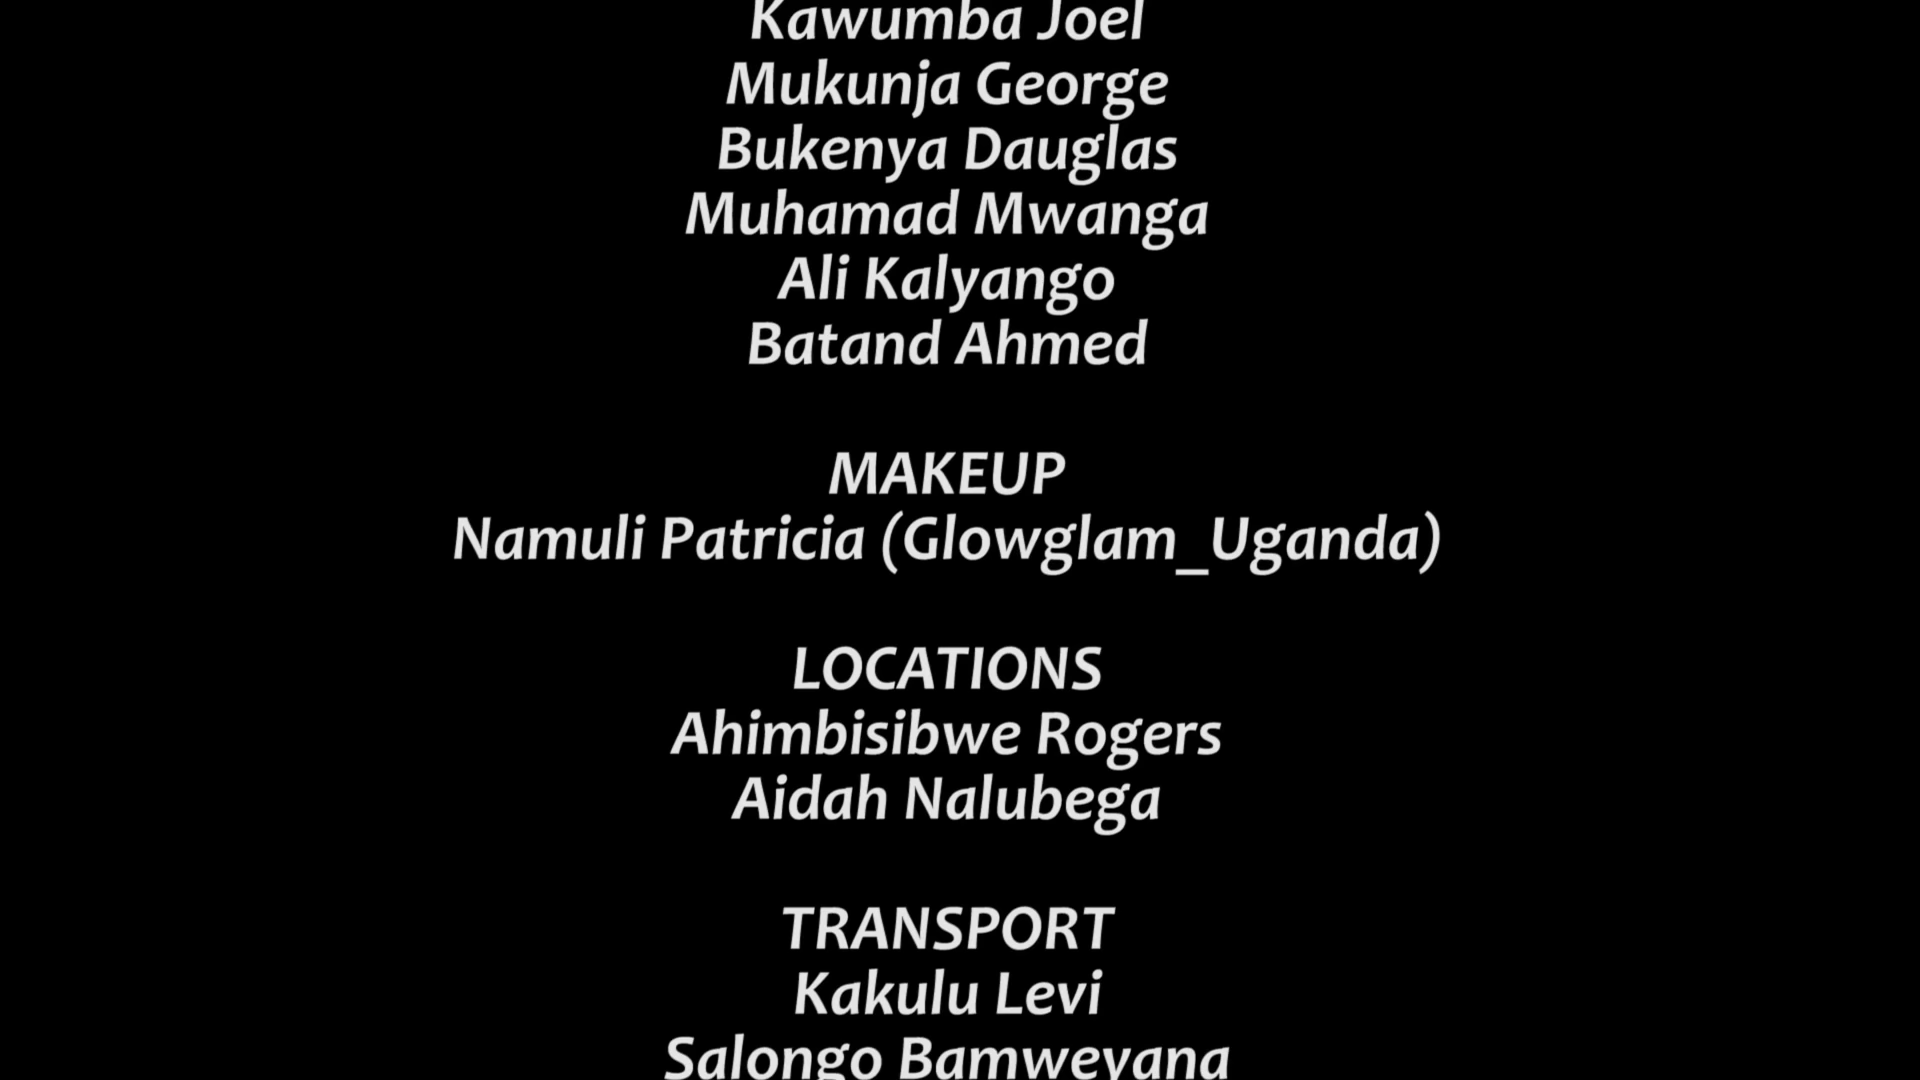 Kawumba Joel
Mukunja George
Bukenya Dauglas
Muhamad Mwanga
Ali Kalyango
Batand Ahmed
MAKEUP
Namuli Patricia (Glowglam_Uganda)
LOCATIONS
Ahimbisibwe Rogers
Aidah Nalubega
TRANSPORT
Kakulu Levi
Salongo Bamweyana